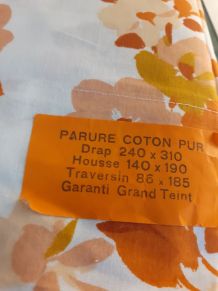 PARURE COTON PUR
Drap 240 x 310
Housse 140 x 190
Traversin 86 x 185
Garanti Grand Teint